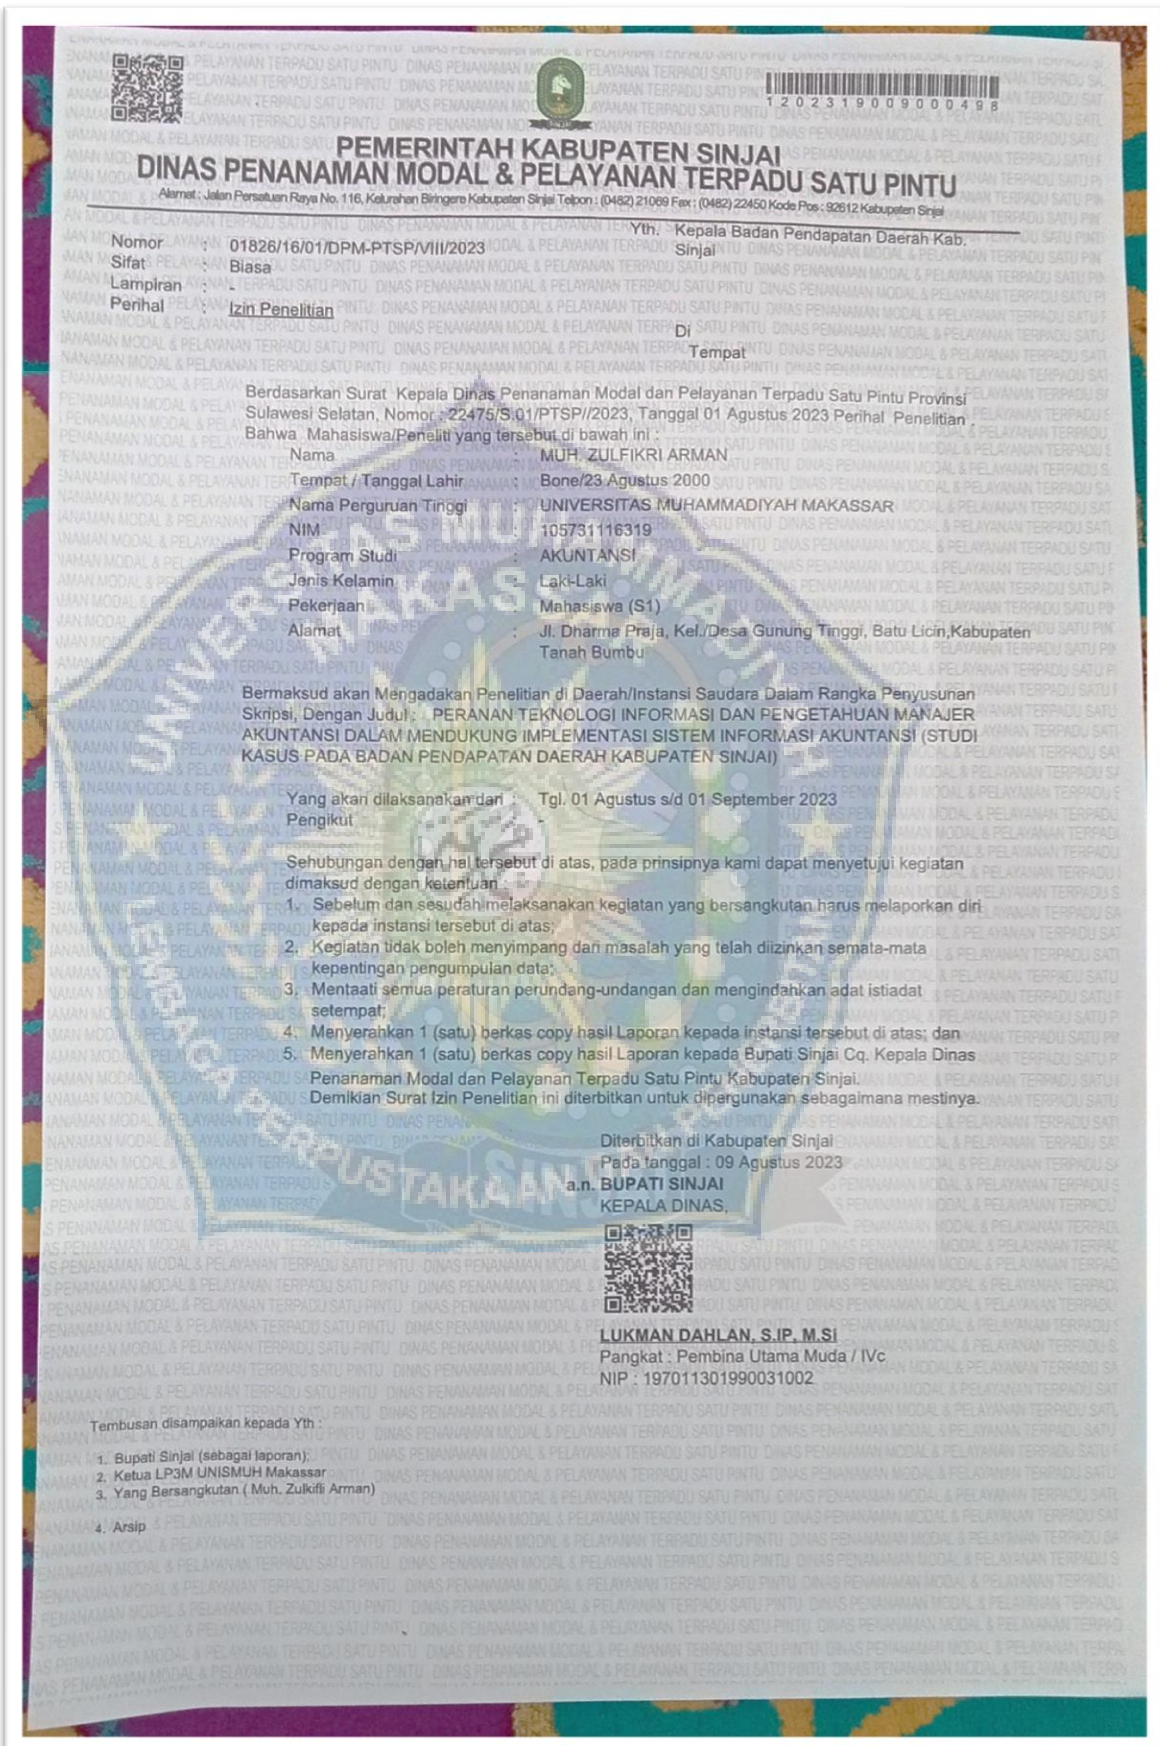 SINJAI
1202319009000498
PEMERINTAH KABUPATEN SINJAI
DINAS PENANAMAN MODAL & PELAYANAN TERPADU SATU PINTU
Alamat : Jalan Persatuan Raya No. 116, Kelurahan Biringere Kabupaten Sinjai Telpon : (0482) 21069 Fax : (0482) 22450 Kode Pos : 92612 Kabupaten Sinjai
Nomor : 01826/16/01/DPM-PTSP/VIII/2023
Sifat : Biasa
Lampiran : -
Perihal : Izin Penelitian
Yth. Kepala Badan Pendapatan Daerah Kab.
Sinjai
Di
Tempat
Berdasarkan Surat Kepala Dinas Penanaman Modal dan Pelayanan Terpadu Satu Pintu Provinsi
Sulawesi Selatan, Nomor : 22475/S.01/PTSP//2023, Tanggal 01 Agustus 2023 Perihal Penelitian .
Bahwa Mahasiswa/Peneliti yang tersebut di bawah ini :
Nama : MUH. ZULFIKRI ARMAN
Tempat / Tanggal Lahir : Bone/23 Agustus 2000
Nama Perguruan Tinggi : UNIVERSITAS MUHAMMADIYAH MAKASSAR
NIM : 105731116319
Program Studi : AKUNTANSI
Jenis Kelamin : Laki-Laki
Pekerjaan : Mahasiswa (S1)
Alamat : Jl. Dharma Praja, Kel./Desa Gunung Tinggi, Batu Licin,Kabupaten
Tanah Bumbu
Bermaksud akan Mengadakan Penelitian di Daerah/Instansi Saudara Dalam Rangka Penyusunan
Skripsi, Dengan Judul : PERANAN TEKNOLOGI INFORMASI DAN PENGETAHUAN MANAJER
AKUNTANSI DALAM MENDUKUNG IMPLEMENTASI SISTEM INFORMASI AKUNTANSI (STUDI
KASUS PADA BADAN PENDAPATAN DAERAH KABUPATEN SINJAI)
Yang akan dilaksanakan dari : Tgl. 01 Agustus s/d 01 September 2023
Pengikut : -
Sehubungan dengan hal tersebut di atas, pada prinsipnya kami dapat menyetujui kegiatan
dimaksud dengan ketentuan :
1. Sebelum dan sesudah melaksanakan kegiatan yang bersangkutan harus melaporkan diri
kepada instansi tersebut di atas;
2. Kegiatan tidak boleh menyimpang dari masalah yang telah diizinkan semata-mata
kepentingan pengumpulan data;
3. Mentaati semua peraturan perundang-undangan dan mengindahkan adat istiadat
setempat;
4. Menyerahkan 1 (satu) berkas copy hasil Laporan kepada instansi tersebut di atas; dan
5. Menyerahkan 1 (satu) berkas copy hasil Laporan kepada Bupati Sinjai Cq. Kepala Dinas
Penanaman Modal dan Pelayanan Terpadu Satu Pintu Kabupaten Sinjai.
Demikian Surat Izin Penelitian ini diterbitkan untuk dipergunakan sebagaimana mestinya.
Diterbitkan di Kabupaten Sinjai
Pada tanggal : 09 Agustus 2023
a.n. BUPATI SINJAI
KEPALA DINAS,
LUKMAN DAHLAN, S.IP, M.Si
Pangkat : Pembina Utama Muda / IVc
NIP : 197011301990031002
Tembusan disampaikan kepada Yth :
1. Bupati Sinjai (sebagai laporan);
2. Ketua LP3M UNISMUH Makassar
3. Yang Bersangkutan ( Muh. Zulkifli Arman)
4. Arsip